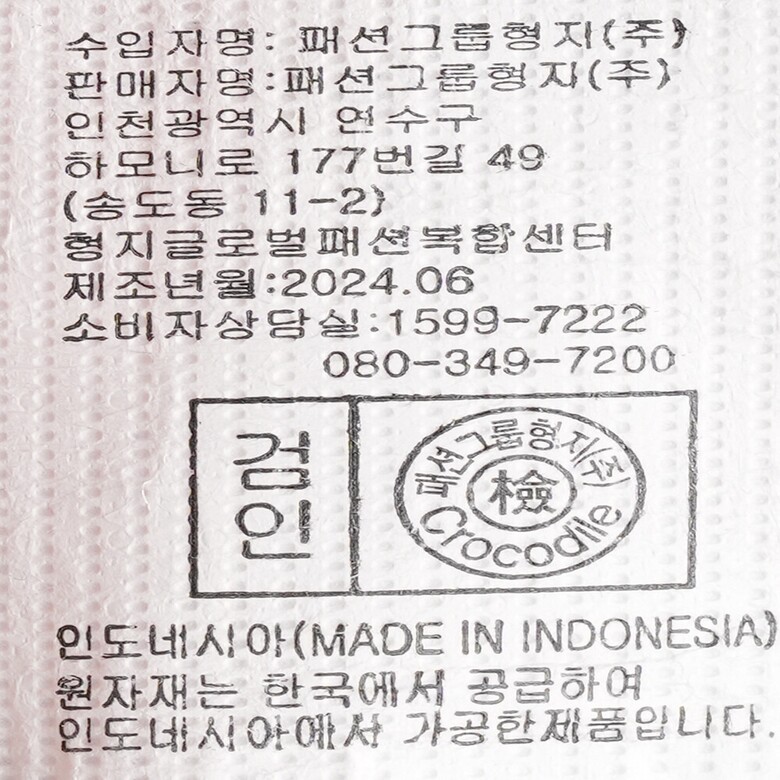 수입자명: 패션그룹형지(주)
판매자명:패션그룹형지(주)
인천광역시 연수구
하모니로 177번길 49
(송도동 11-2)
형지글로벌패션복합센터
제조년월:2024.06
소비자상담실:1599-7222
080-349-7200
검인
패션그룹형지(주)
檢
Crocodile
인도네시아(MADE IN INDONESIA)
원자재는 한국에서 공급하여
인도네시아에서 가공한제품입니다.